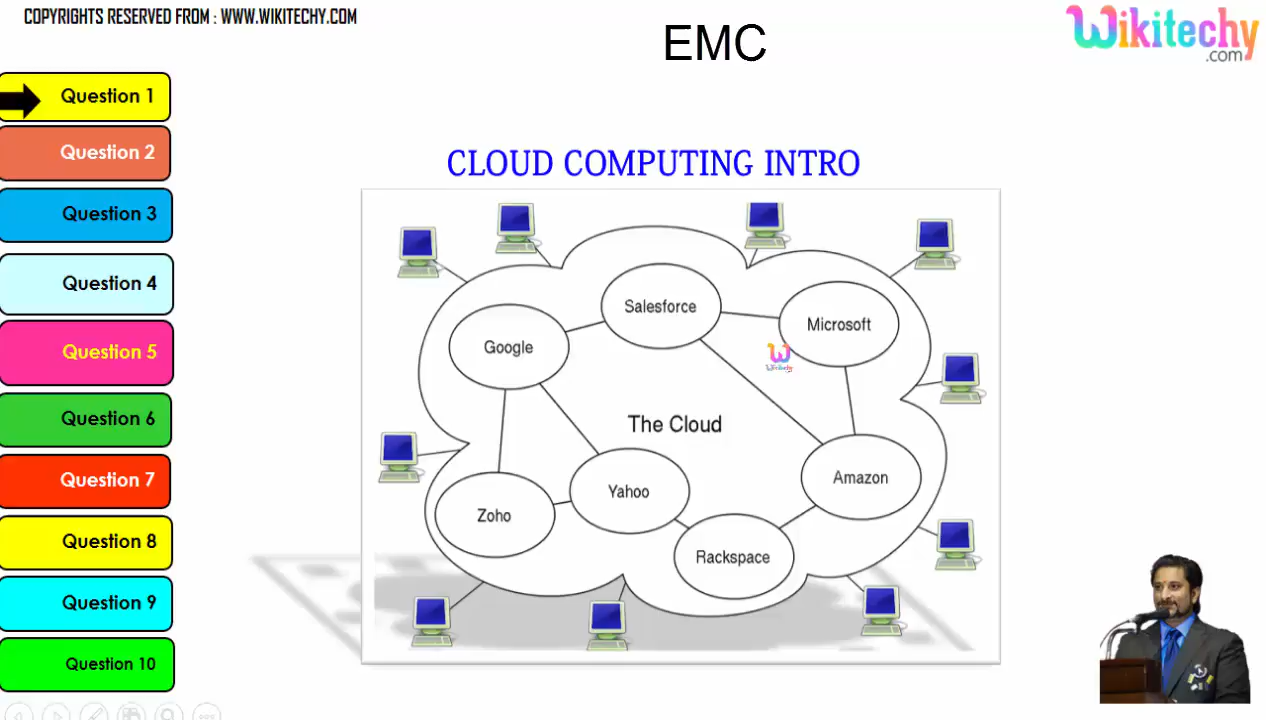 COPYRIGHTS RESERVED FROM : WWW.WIKITECHY.COM
EMC
Wikitechy
.com
Question 1
Question 2
Question 3
Question 4
Question 5
Question 6
Question 7
Question 8
Question 9
Question 10
CLOUD COMPUTING INTRO
Salesforce
Microsoft
Google
Wikitechy
The Cloud
Amazon
Yahoo
Zoho
Rackspace